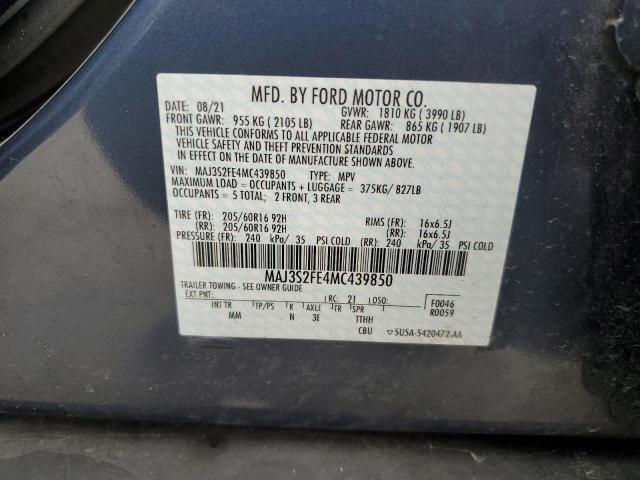 MFD. BY FORD MOTOR CO.
DATE: 08/21 GVWR: 1810 KG ( 3990 LB)
FRONT GAWR: 955 KG ( 2105 LB) REAR GAWR: 865 KG ( 1907 LB)
THIS VEHICLE CONFORMS TO ALL APPLICABLE FEDERAL MOTOR
VEHICLE SAFETY AND THEFT PREVENTION STANDARDS
IN EFFECT ON THE DATE OF MANUFACTURE SHOWN ABOVE.
VIN: MAJ3S2FE4MC439850 TYPE: MPV
MAXIMUM LOAD = OCCUPANTS + LUGGAGE = 375KG/ 827LB
OCCUPANTS = 5 TOTAL; 2 FRONT, 3 REAR
TIRE (FR): 205/60R16 92H RIMS (FR): 16x6.5J
(RR): 205/60R16 92H (RR): 16x6.5J
PRESSURE (FR): 240 kPa/ 35 PSI COLD (RR): 240 kPa/ 35 PSI COLD
MAJ3S2FE4MC439850
TRAILER TOWING - SEE OWNER GUIDE
EXT PNT: RC: 21 DSO: F0046
INT TR TP/PS R AXLE TR SPR R0059
MM N 3E TTHH
CBU ▽5U5A-5420472-AA